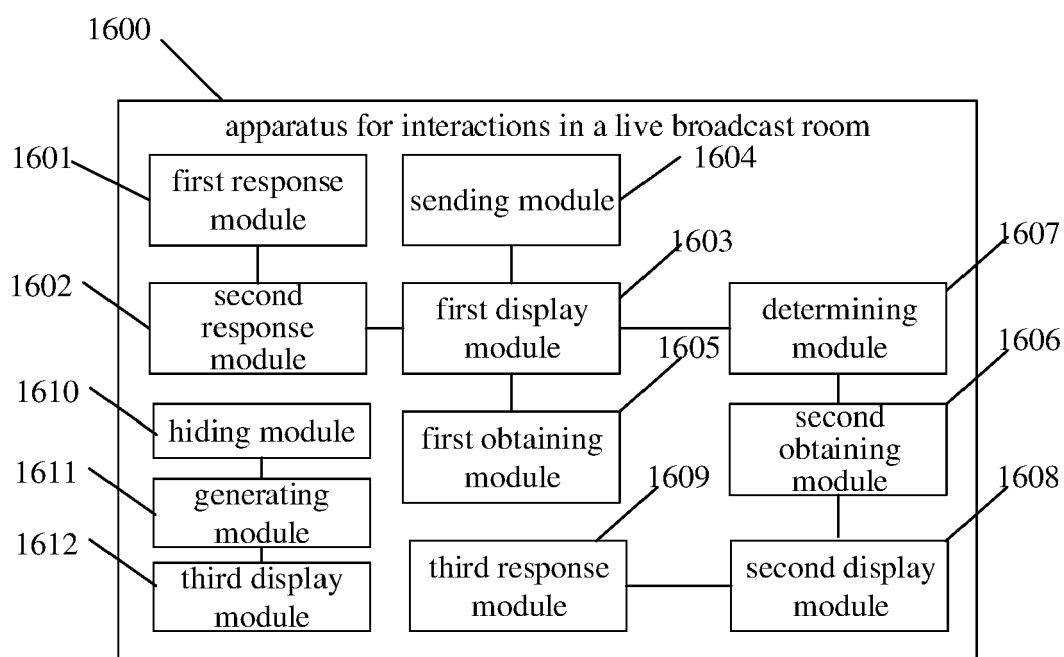 1600
apparatus for interactions in a live broadcast room
1601
first response
module
sending module
1604
1602
second
response
module
first display
module
1603
determining
module
1607
1610
hiding module
first obtaining
module
1605
second
obtaining
module
1606
1611
generating
module
1612
third display
module
third response
module
1609
second display
module
1608